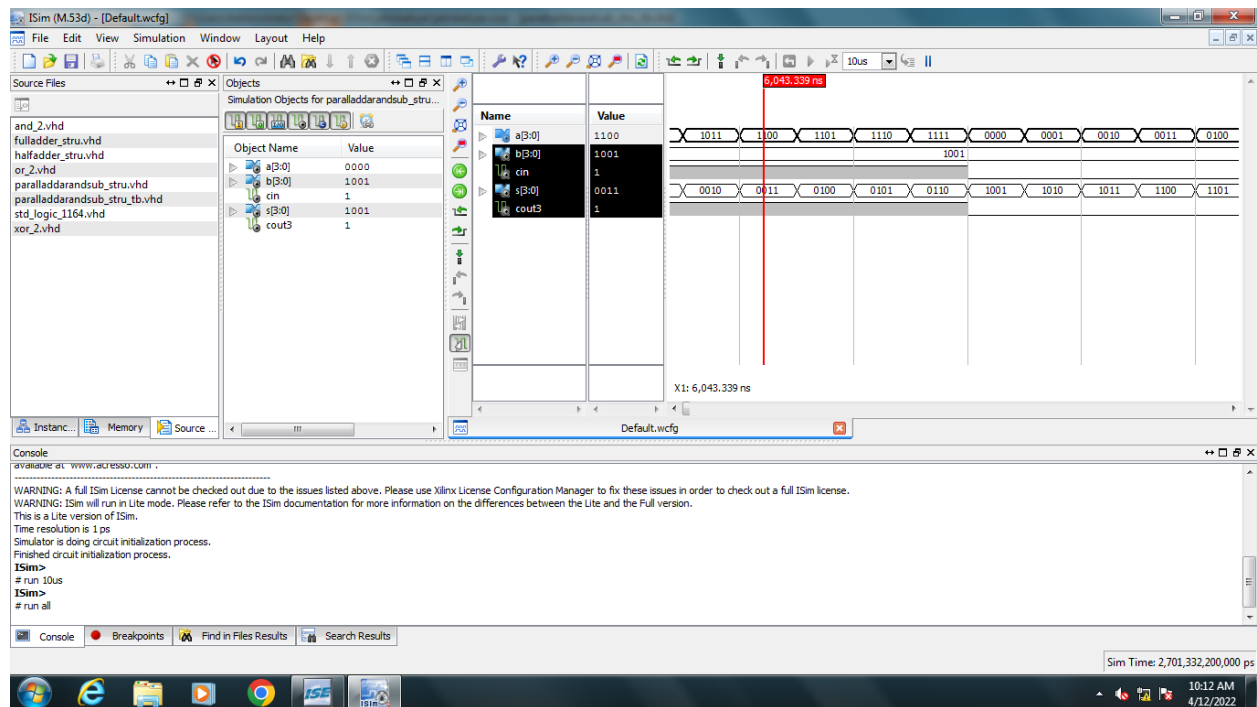 ISim (M.53d) - [Default.wcfg]
File Edit View Simulation Window Layout Help
10us
Source Files
and_2.vhd
fulladder_stru.vhd
halfadder_stru.vhd
or_2.vhd
paralladdarandsub_stru.vhd
paralladdarandsub_stru_tb.vhd
std_logic_1164.vhd
xor_2.vhd
Instanc... Memory Source ...
Objects
Simulation Objects for paralladdarandsub_stru...
Object Name Value
a[3:0] 0000
b[3:0] 1001
cin 1
s[3:0] 1001
cout3 1
Name Value
a[3:0] 1100
b[3:0] 1001
cin 1
s[3:0] 0011
cout3 1
6,043.339 ns
1011 1100 1101 1110 1111 0000 0001 0010 0011 0100
1001
0010 0011 0100 0101 0110 1001 1010 1011 1100 1101
X1: 6,043.339 ns
Default.wcfg
Console
available at 'www.acresso.com'.
------------------------------------------------------------------------
WARNING: A full ISim License cannot be checked out due to the issues listed above. Please use Xilinx License Configuration Manager to fix these issues in order to check out a full ISim license.
WARNING: ISim will run in Lite mode. Please refer to the ISim documentation for more information on the differences between the Lite and the Full version.
This is a Lite version of ISim.
Time resolution is 1 ps
Simulator is doing circuit initialization process.
Finished circuit initialization process.
ISim>
# run 10us
ISim>
# run all
Console Breakpoints Find in Files Results Search Results
Sim Time: 2,701,332,200,000 ps
ISE
ISim
10:12 AM
4/12/2022